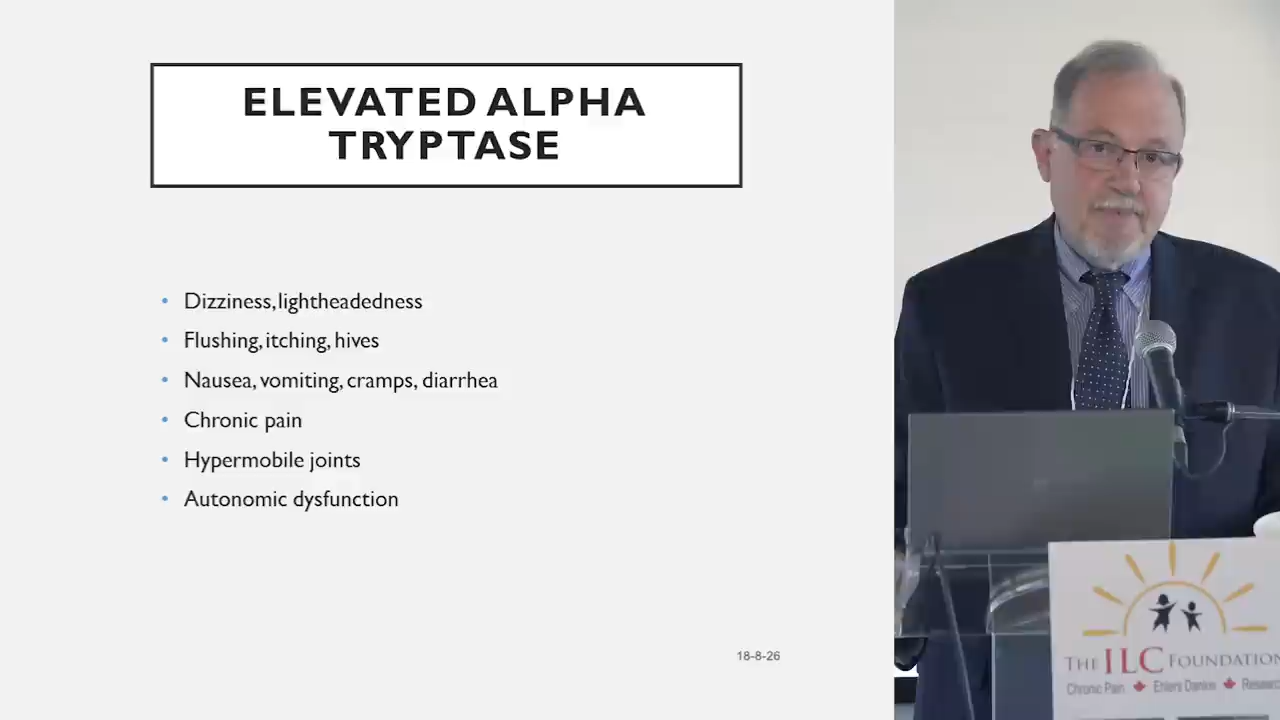 ELEVATED ALPHA
TRYPTASE
• Dizziness, lightheadedness
• Flushing, itching, hives
• Nausea, vomiting, cramps, diarrhea
• Chronic pain
• Hypermobile joints
• Autonomic dysfunction
18-8-26
THE ILC FOUNDATION
Chronic Pain Ehlers Danlos